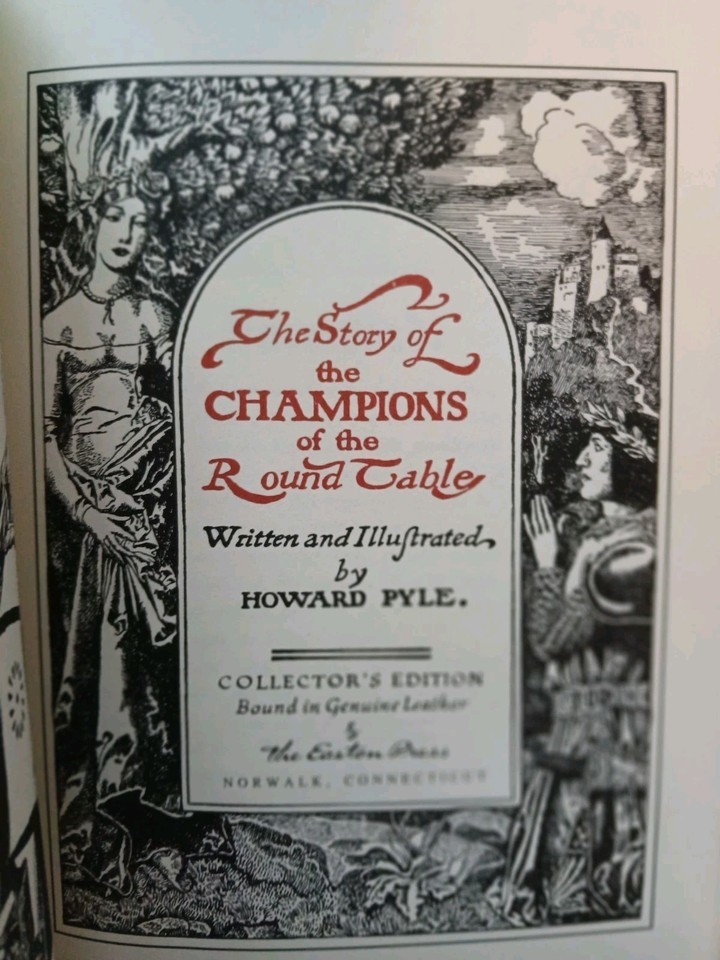 The Story of
the
CHAMPIONS
of the
Round Table
Written and Illuſtrated
by
HOWARD PYLE.
COLLECTOR'S EDITION
Bound in Genuine Leather
by
The Easton Press
NORWALK, CONNECTICUT